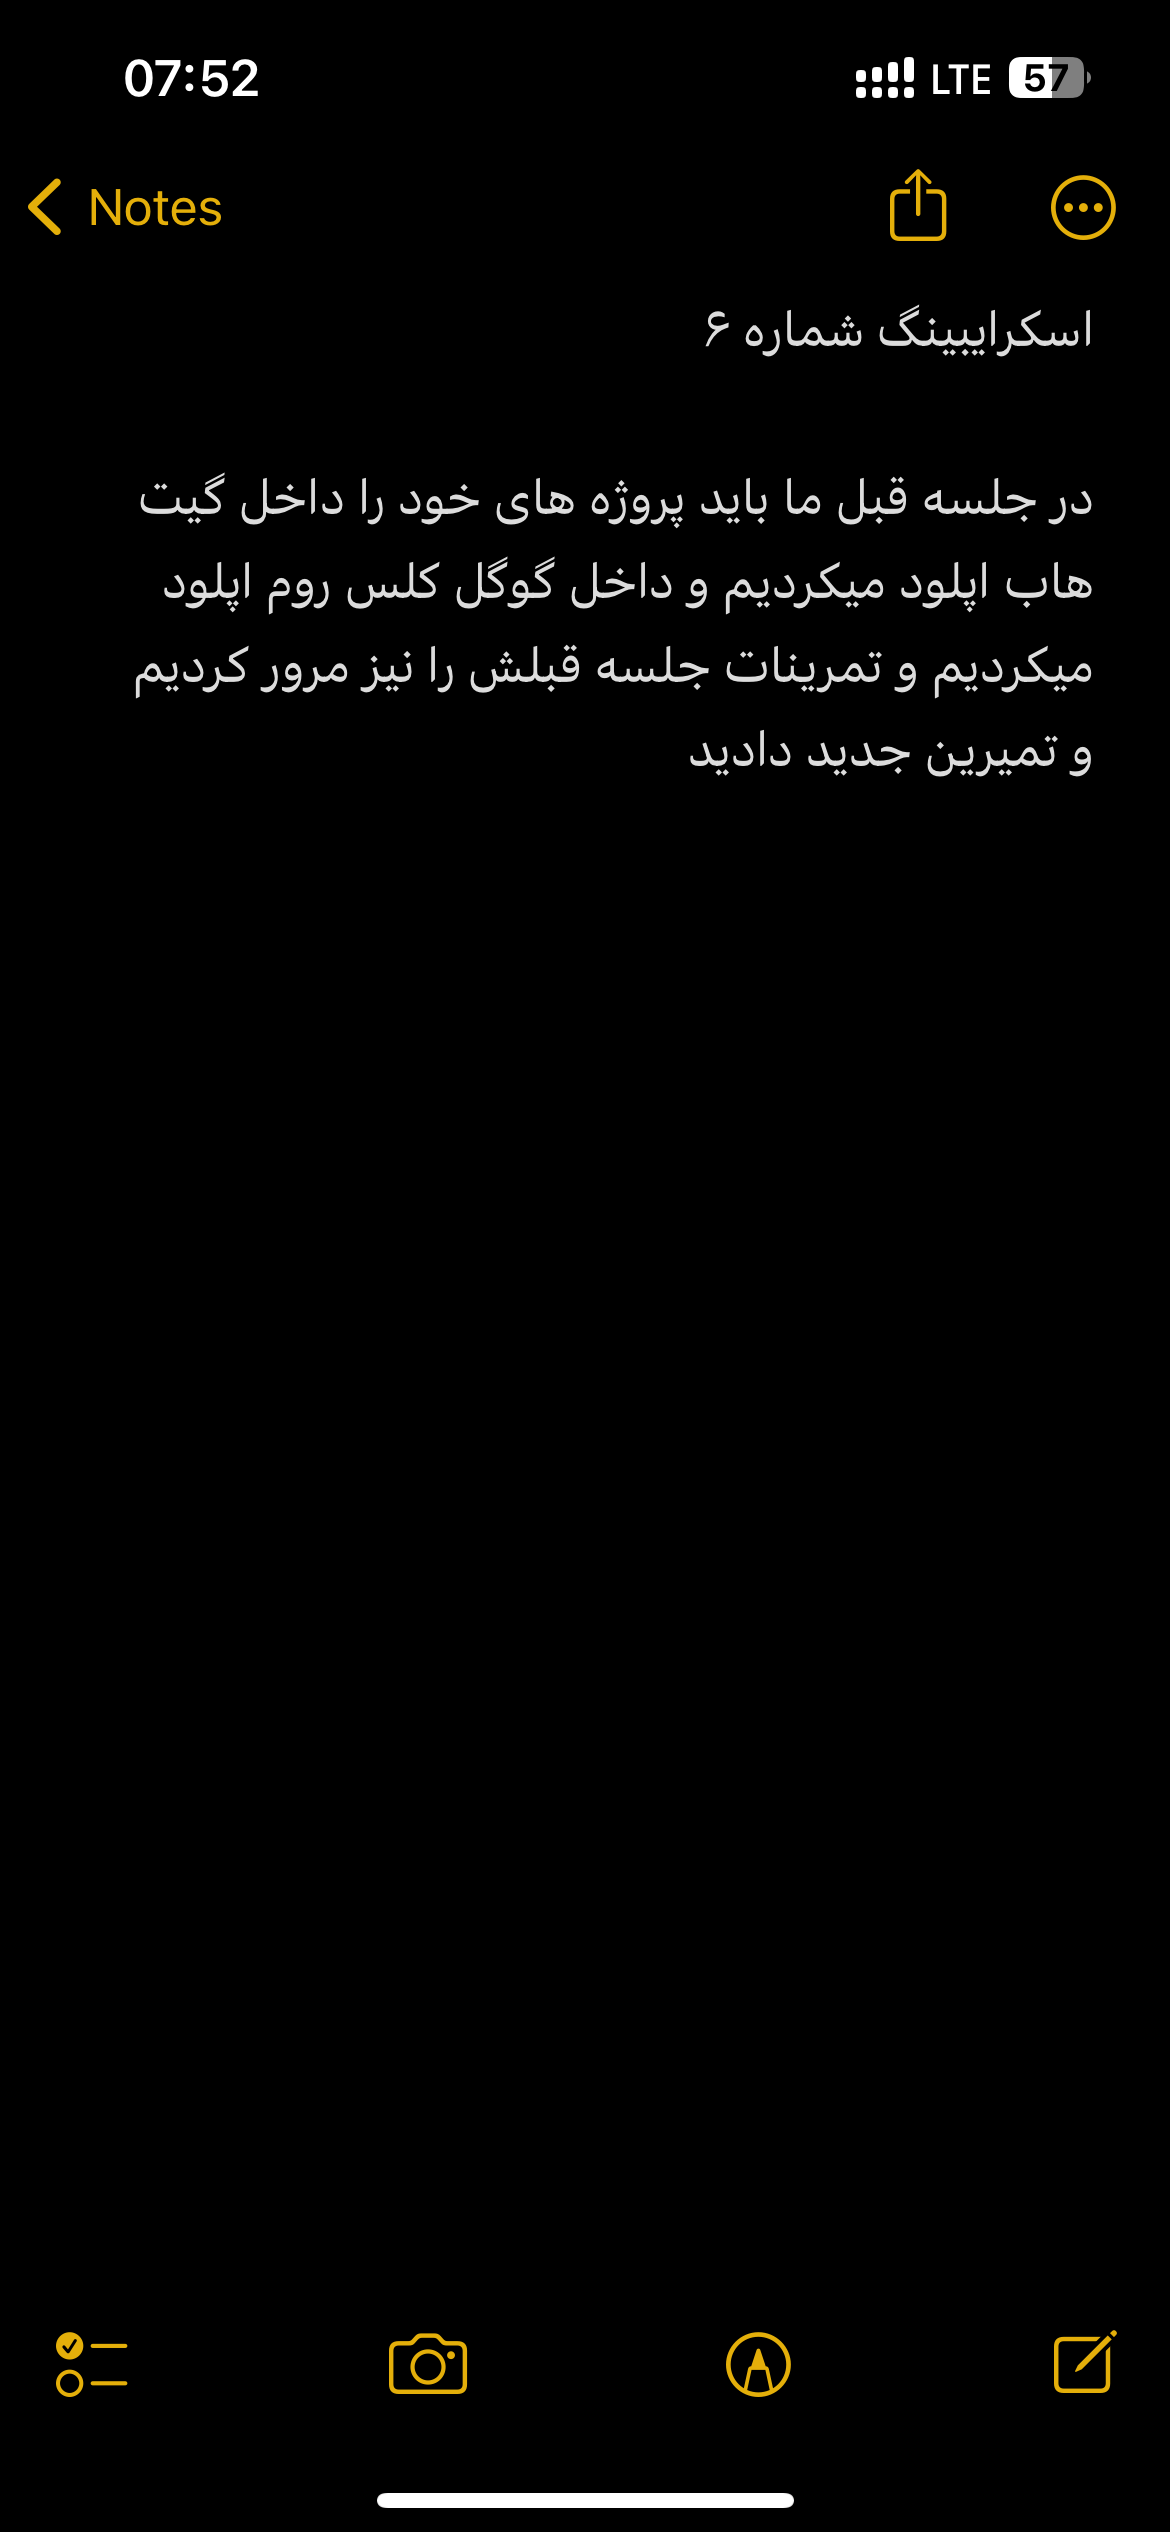 07:52
LTE
57
Notes
اسکرایبینگ شماره ۶
در جلسه قبل ما باید پروژه های خود را داخل گیت
هاب اپلود میکردیم و داخل گوگل کلس روم اپلود
میکردیم و تمرینات جلسه قبلش را نیز مرور کردیم
و تمیرین جدید دادید